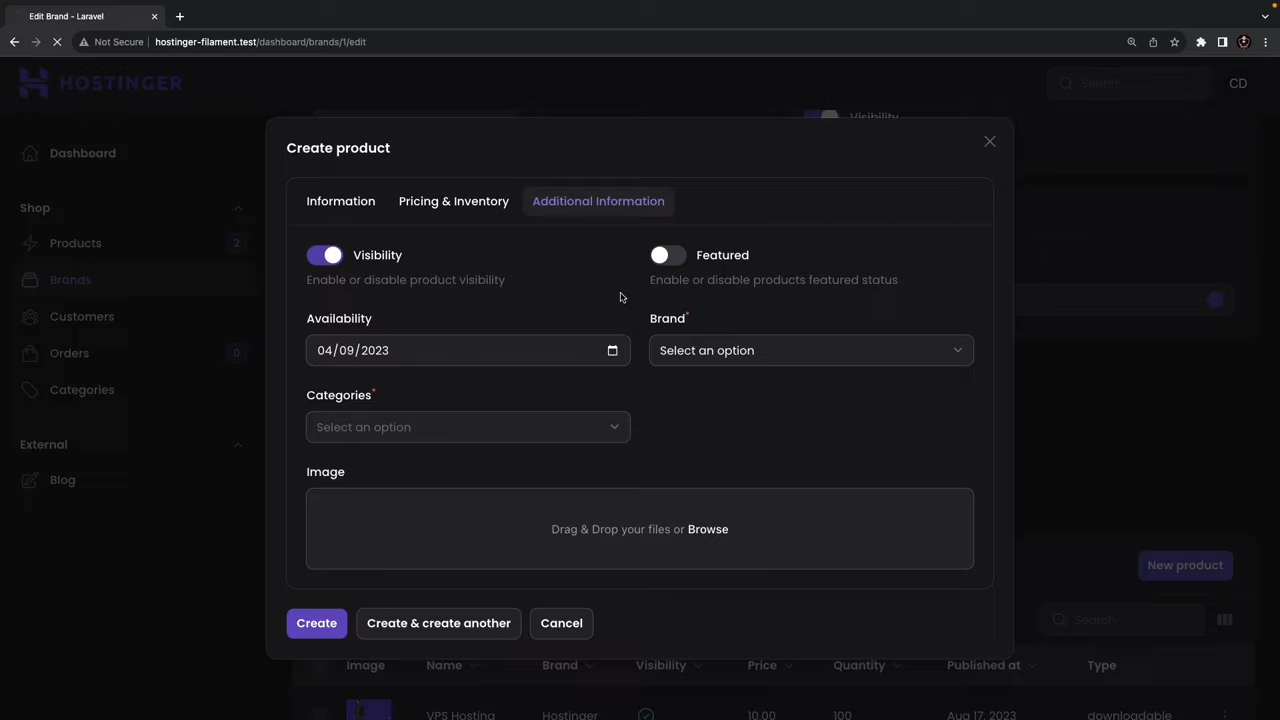 Edit Brand - Laravel
Not Secure
hostinger-filament.test/dashboard/brands/1/edit
HOSTINGER
Search
CD
Dashboard
Shop
Products
2
Brands
Customers
Orders
0
Categories
External
Blog
Visibility
Create product
Information
Pricing & Inventory
Additional Information
Visibility
Enable or disable product visibility
Featured
Enable or disable products featured status
Availability
04/09/2023
Brand*
Select an option
Categories*
Select an option
Image
Drag & Drop your files or Browse
Create
Create & create another
Cancel
New product
Search
Image
Name
Brand
Visibility
Price
Quantity
Published at
Type
VPS Hosting
Hostinger
10.00
100
Aug 17, 2023
downloadable